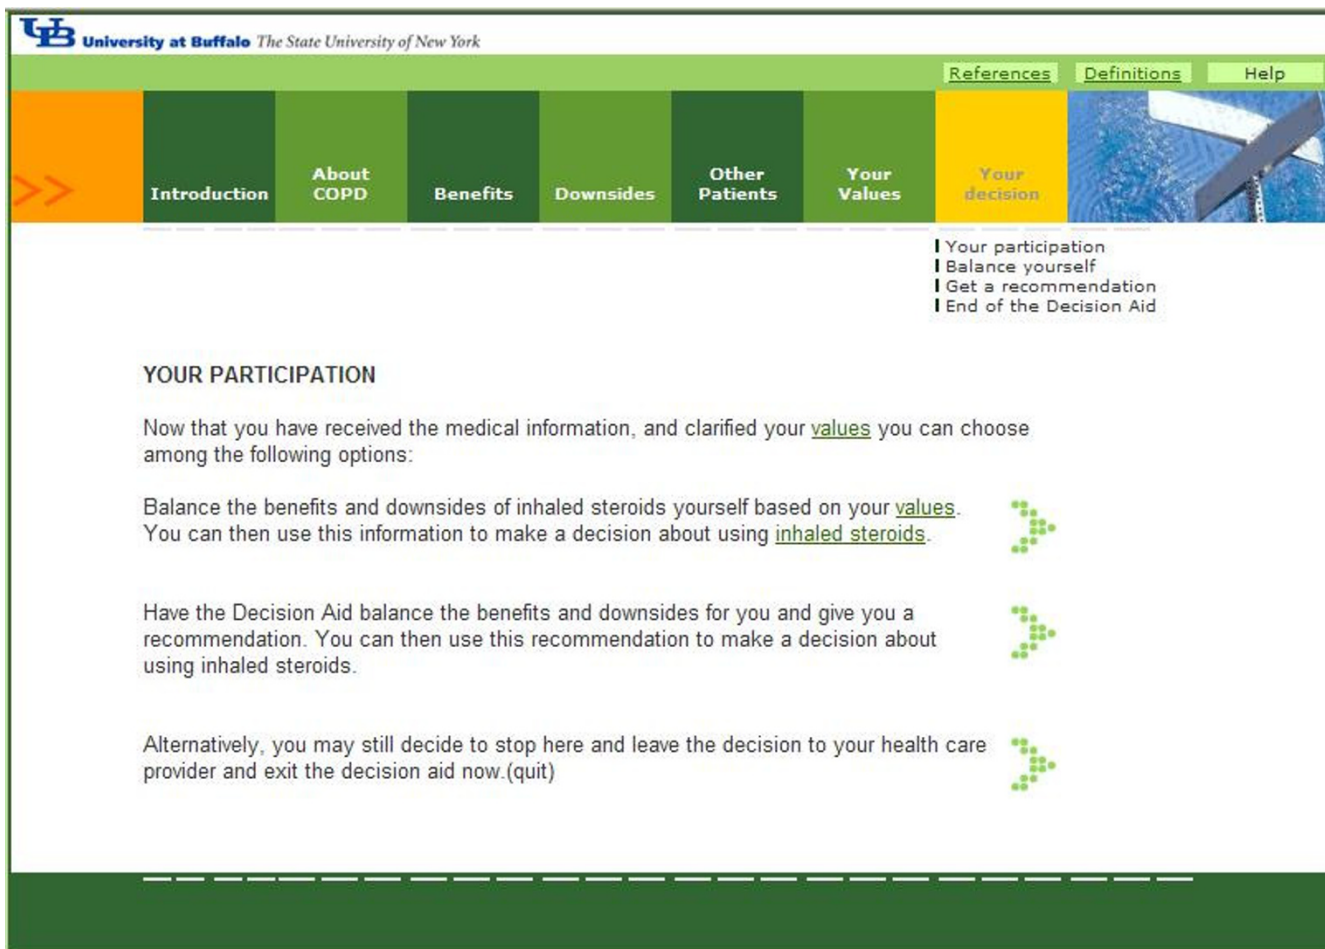 UB University at Buffalo The State University of New York
References Definitions Help
>> Introduction About COPD Benefits Downsides Other Patients Your Values Your decision
Your participation
Balance yourself
Get a recommendation
End of the Decision Aid
YOUR PARTICIPATION
Now that you have received the medical information, and clarified your values you can choose
among the following options:
Balance the benefits and downsides of inhaled steroids yourself based on your values.
You can then use this information to make a decision about using inhaled steroids.
Have the Decision Aid balance the benefits and downsides for you and give you a
recommendation. You can then use this recommendation to make a decision about
using inhaled steroids.
Alternatively, you may still decide to stop here and leave the decision to your health care
provider and exit the decision aid now.(quit)